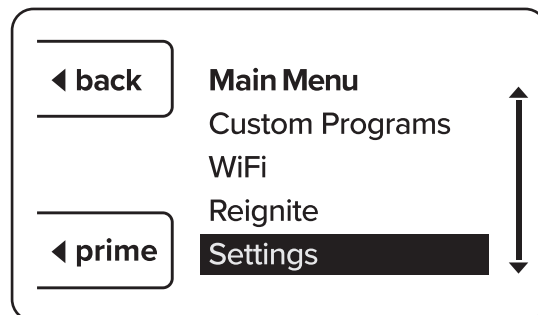 back
Main Menu
Custom Programs
WiFi
Reignite
prime
Settings